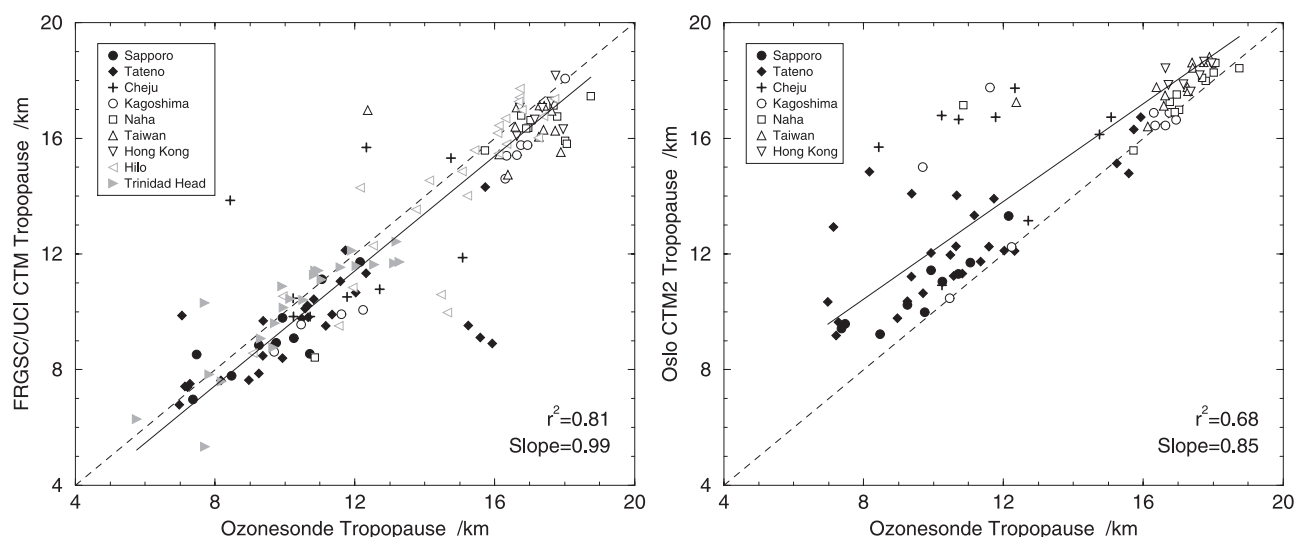 20
16
12
8
4
FRGSC/UCI CTM Tropopause /km
Sapporo
Tateno
Cheju
Kagoshima
Naha
Taiwan
Hong Kong
Hilo
Trinidad Head
r²=0.81
Slope=0.99
4
8
12
16
20
Ozonesonde Tropopause /km
20
16
12
8
4
Oslo CTM2 Tropopause /km
Sapporo
Tateno
Cheju
Kagoshima
Naha
Taiwan
Hong Kong
r²=0.68
Slope=0.85
4
8
12
16
20
Ozonesonde Tropopause /km